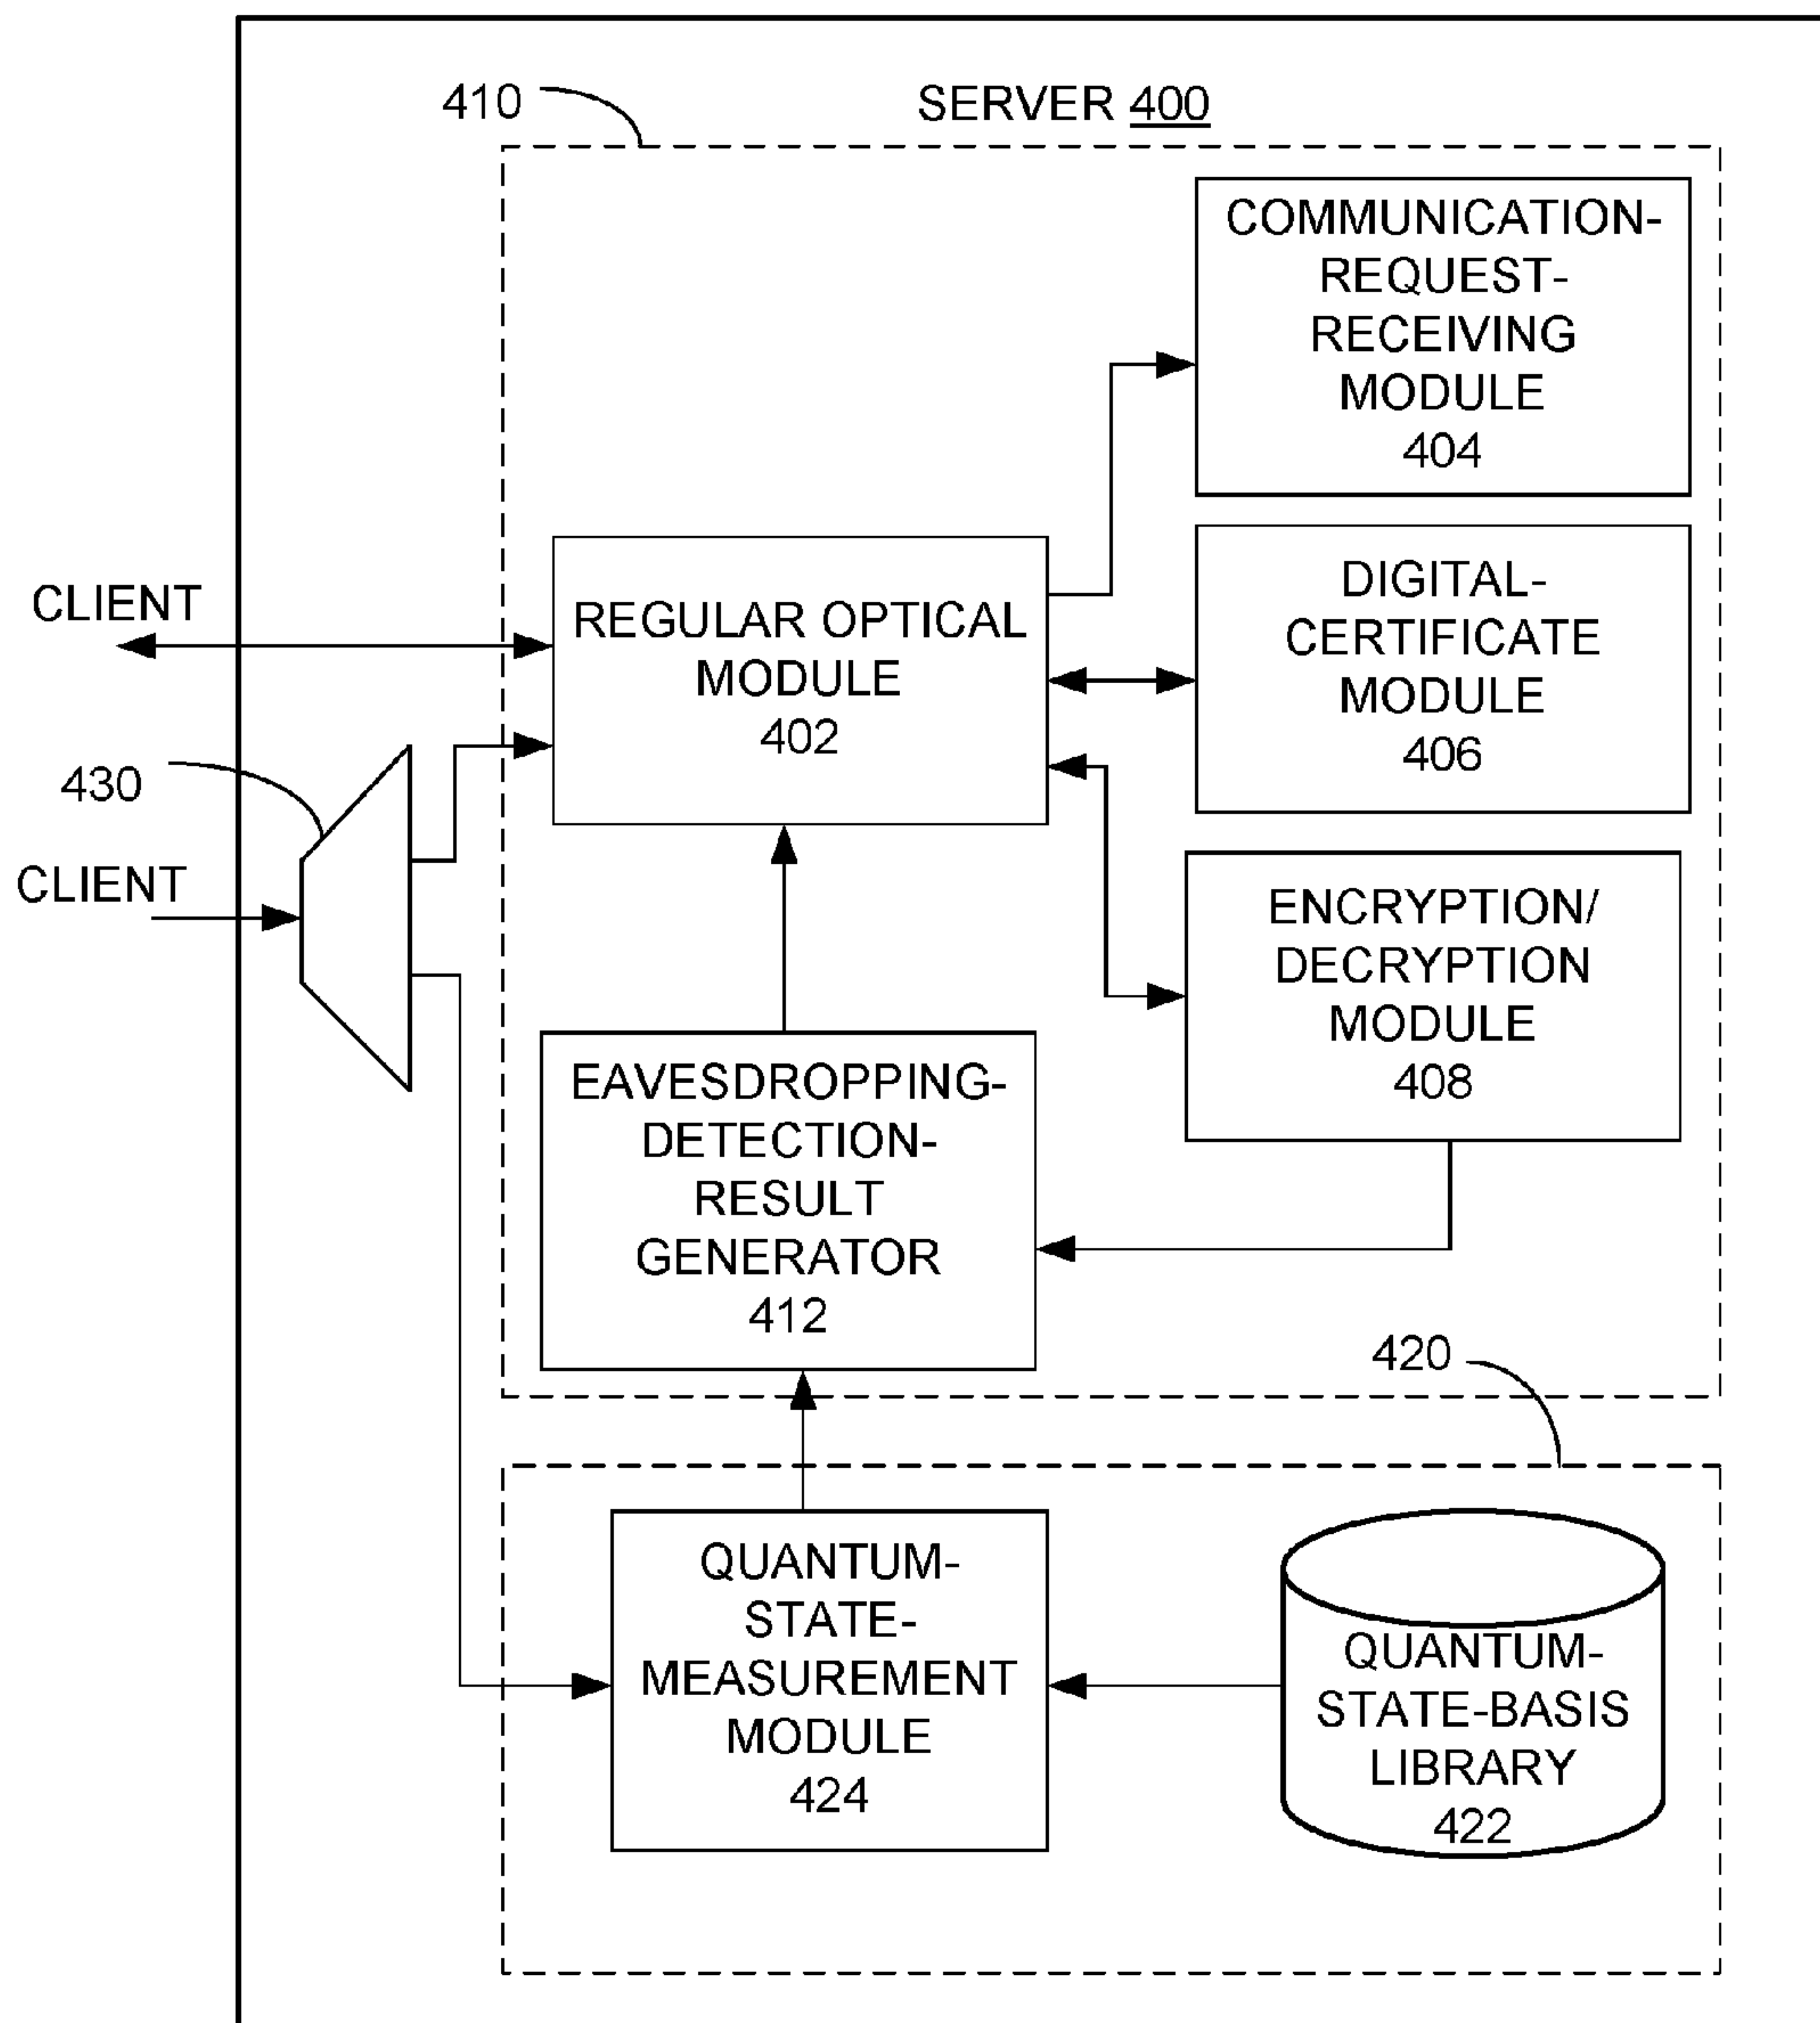 410
SERVER 400
COMMUNICATION-
REQUEST-
RECEIVING
MODULE
404
CLIENT
REGULAR OPTICAL
MODULE
402
DIGITAL-
CERTIFICATE
MODULE
406
430
CLIENT
ENCRYPTION/
DECRYPTION
MODULE
408
EAVESDROPPING-
DETECTION-
RESULT
GENERATOR
412
420
QUANTUM-
STATE-
MEASUREMENT
MODULE
424
QUANTUM-
STATE-BASIS
LIBRARY
422